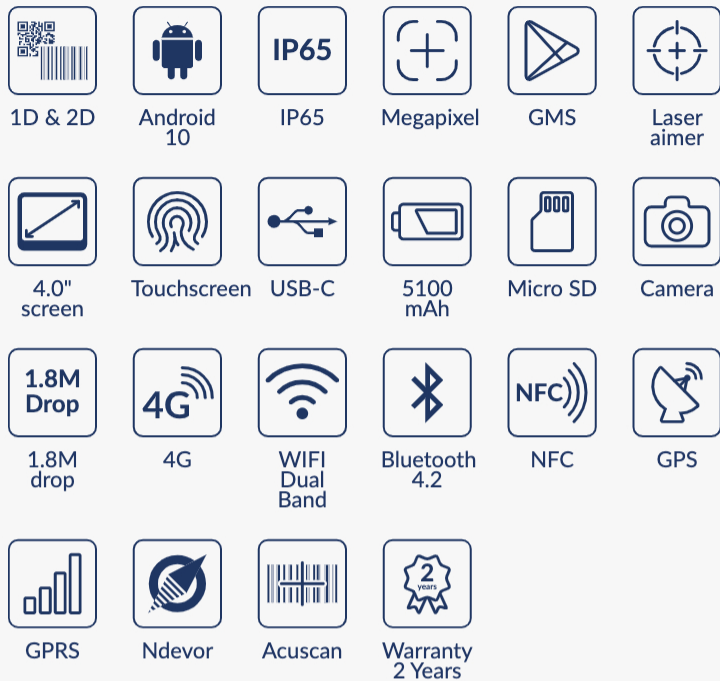 IP65
1D & 2D
Android
10
IP65
Megapixel
GMS
Laser
aimer
4.0"
screen
Touchscreen
USB-C
5100
mAh
Micro SD
Camera
1.8M
Drop
4G
NFC
1.8M
drop
4G
WIFI
Dual
Band
Bluetooth
4.2
NFC
GPS
2
years
GPRS
Ndevor
Acuscan
Warranty
2 Years